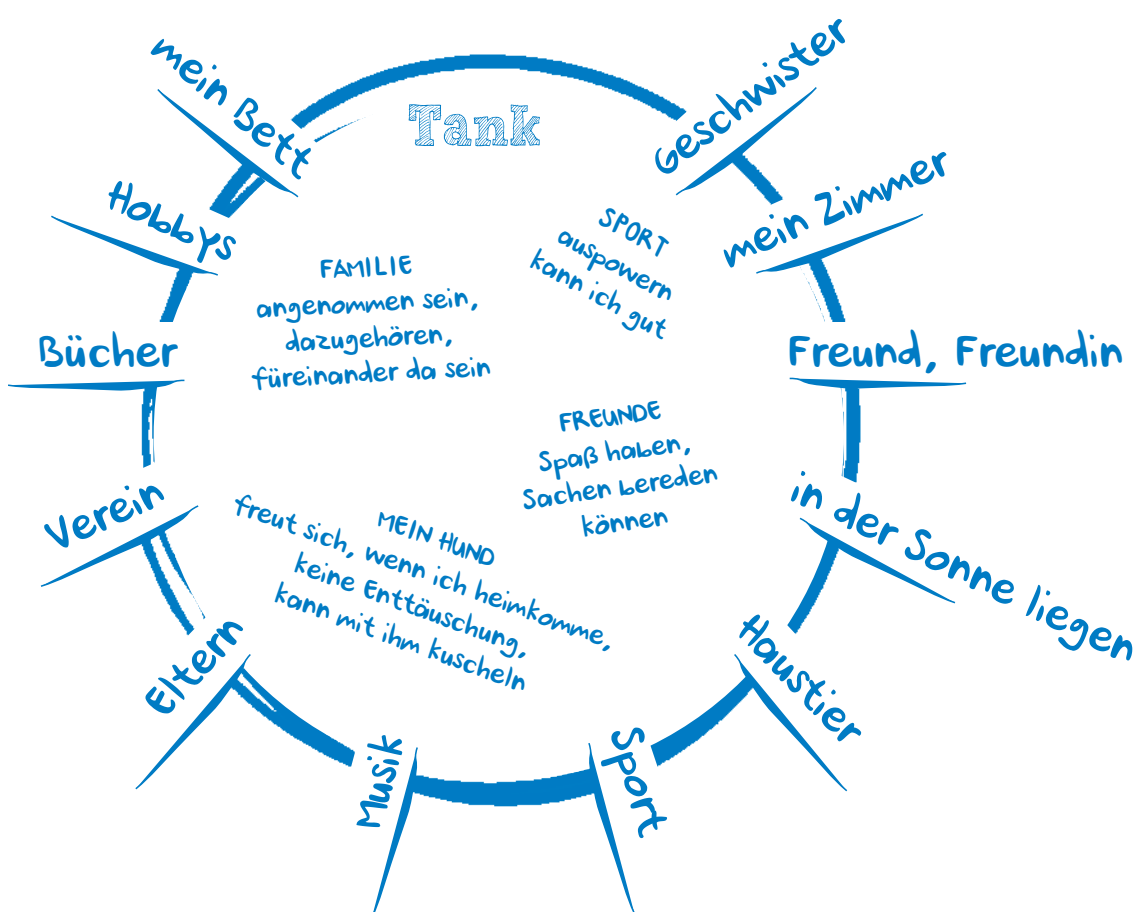 Tank
mein Bett
Hobbys
Bücher
Verein
Eltern
Musik
Sport
Haustier
in der Sonne liegen
Freund, Freundin
mein Zimmer
Geschwister
FAMILIE
angenommen sein,
dazugehören,
füreinander da sein
SPORT
auspowern
kann ich gut
FREUNDE
Spaß haben,
Sachen bereden
können
MEIN HUND
freut sich, wenn ich heimkomme,
keine Enttäuschung,
kann mit ihm kuscheln